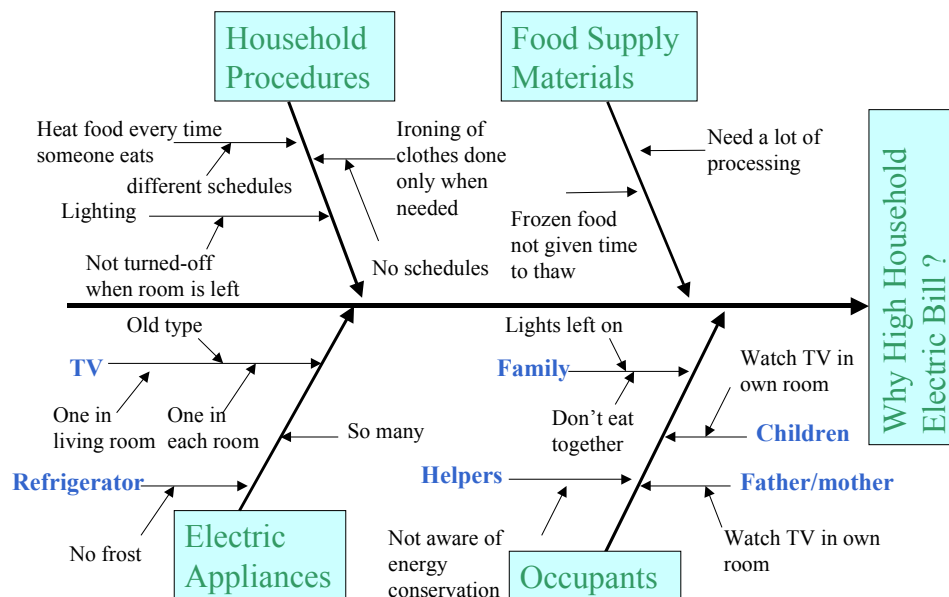 Household
Procedures
Food Supply
Materials
Heat food every time
someone eats
different schedules
Lighting
Not turned-off
when room is left
Ironing of
clothes done
only when
needed
No schedules
Need a lot of
processing
Frozen food
not given time
to thaw
Why High Household
Electric Bill ?
Old type
TV
One in
living room
One in
each room
So many
Refrigerator
No frost
Electric
Appliances
Lights left on
Family
Don’t eat
together
Watch TV in
own room
Children
Helpers
Father/mother
Not aware of
energy
conservation
Watch TV in own
room
Occupants